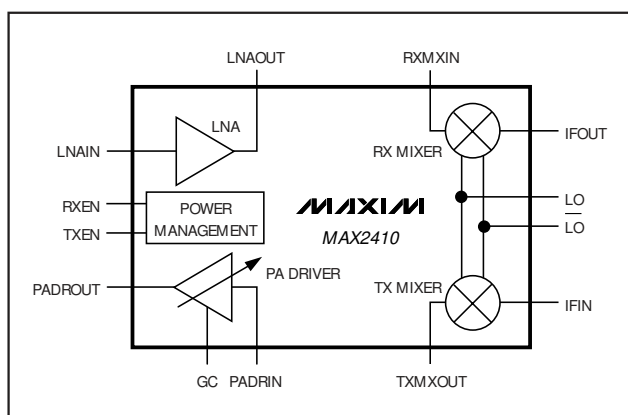 LNAOUT
RXMXIN
LNA
LNAIN
RX MIXER
IFOUT
RXEN
TXEN
POWER
MANAGEMENT
MAXIM
MAX2410
LO
L̅O̅
PADROUT
PA DRIVER
TX MIXER
IFIN
GC
PADRIN
TXMXOUT